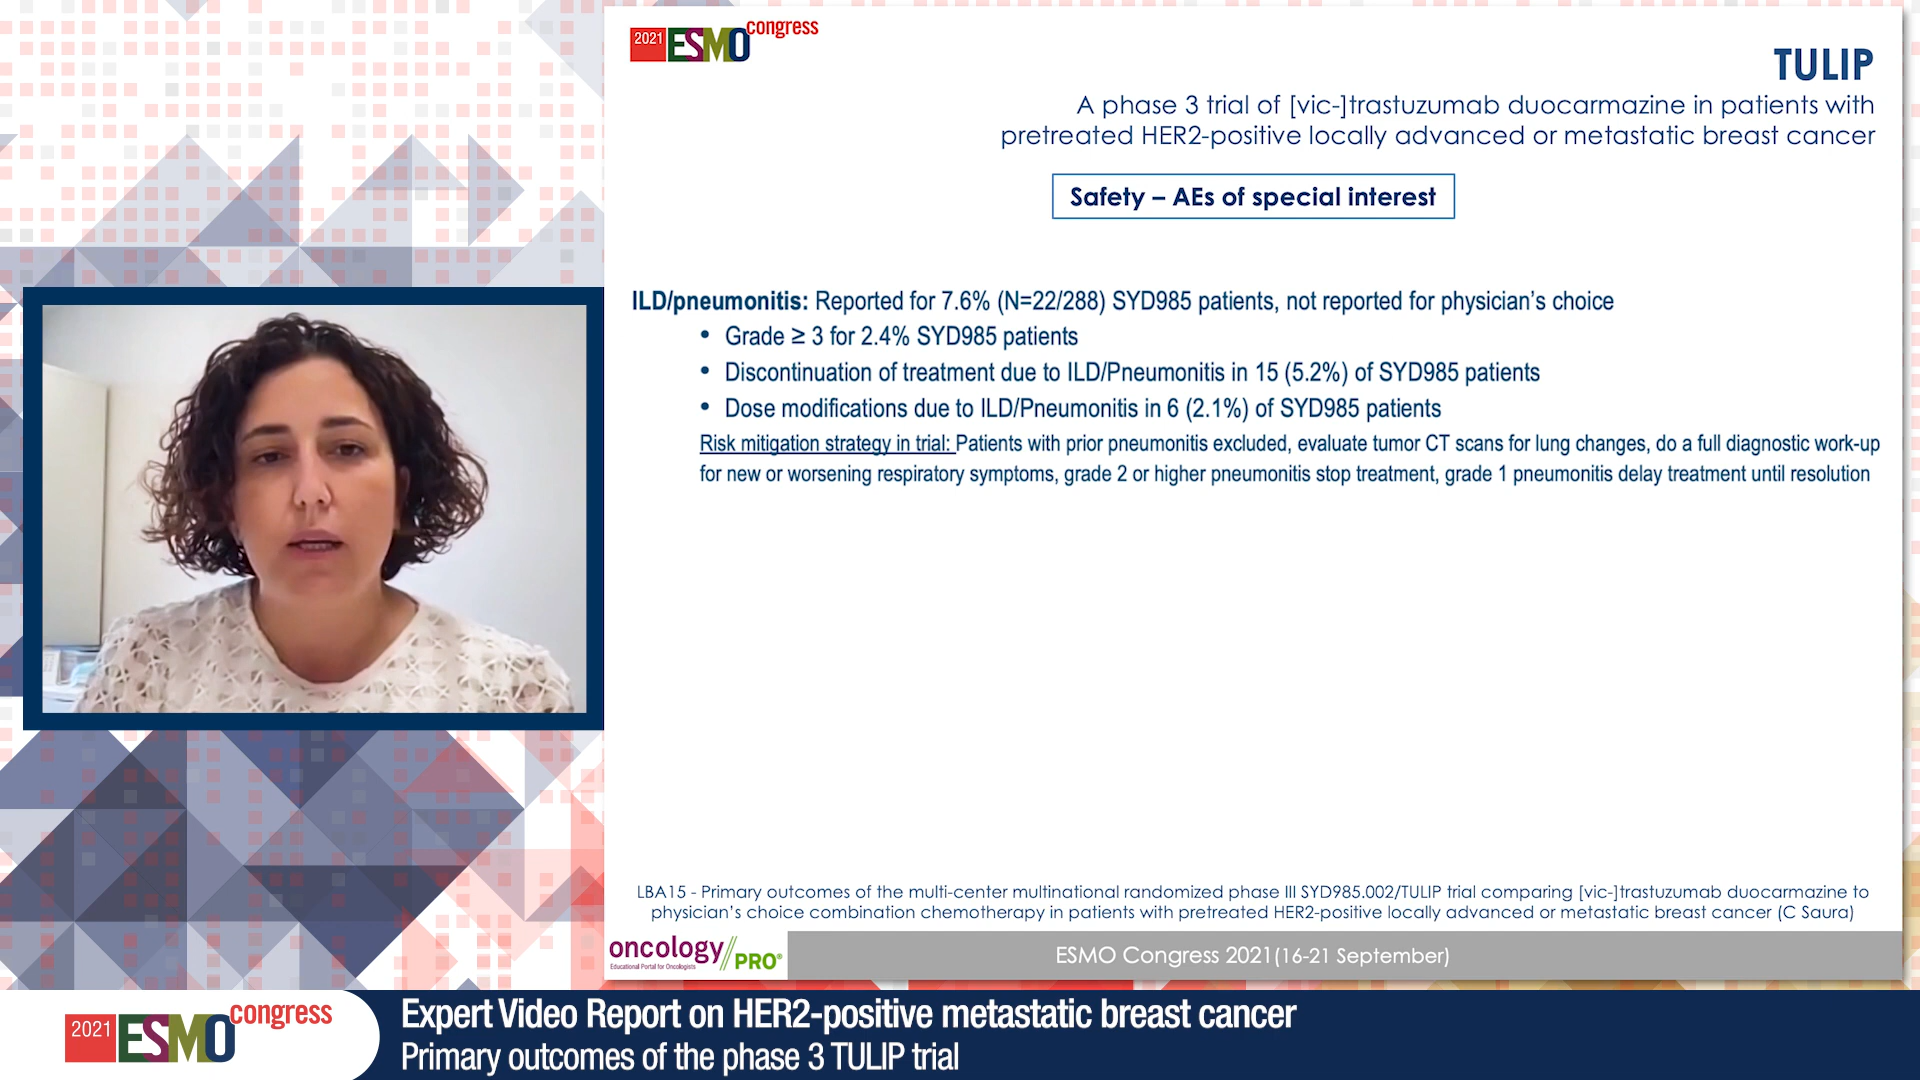 2021 ESMO congress
TULIP
A phase 3 trial of [vic-]trastuzumab duocarmazine in patients with
pretreated HER2-positive locally advanced or metastatic breast cancer
Safety – AEs of special interest
ILD/pneumonitis: Reported for 7.6% (N=22/288) SYD985 patients, not reported for physician's choice
• Grade ≥ 3 for 2.4% SYD985 patients
• Discontinuation of treatment due to ILD/Pneumonitis in 15 (5.2%) of SYD985 patients
• Dose modifications due to ILD/Pneumonitis in 6 (2.1%) of SYD985 patients
Risk mitigation strategy in trial: Patients with prior pneumonitis excluded, evaluate tumor CT scans for lung changes, do a full diagnostic work-up
for new or worsening respiratory symptoms, grade 2 or higher pneumonitis stop treatment, grade 1 pneumonitis delay treatment until resolution
LBA15 - Primary outcomes of the multi-center multinational randomized phase III SYD985.002/TULIP trial comparing [vic-]trastuzumab duocarmazine to
physician's choice combination chemotherapy in patients with pretreated HER2-positive locally advanced or metastatic breast cancer (C Saura)
oncology//PRO®
Educational Portal for Oncologists
ESMO Congress 2021(16-21 September)
2021 ESMO congress
Expert Video Report on HER2-positive metastatic breast cancer
Primary outcomes of the phase 3 TULIP trial